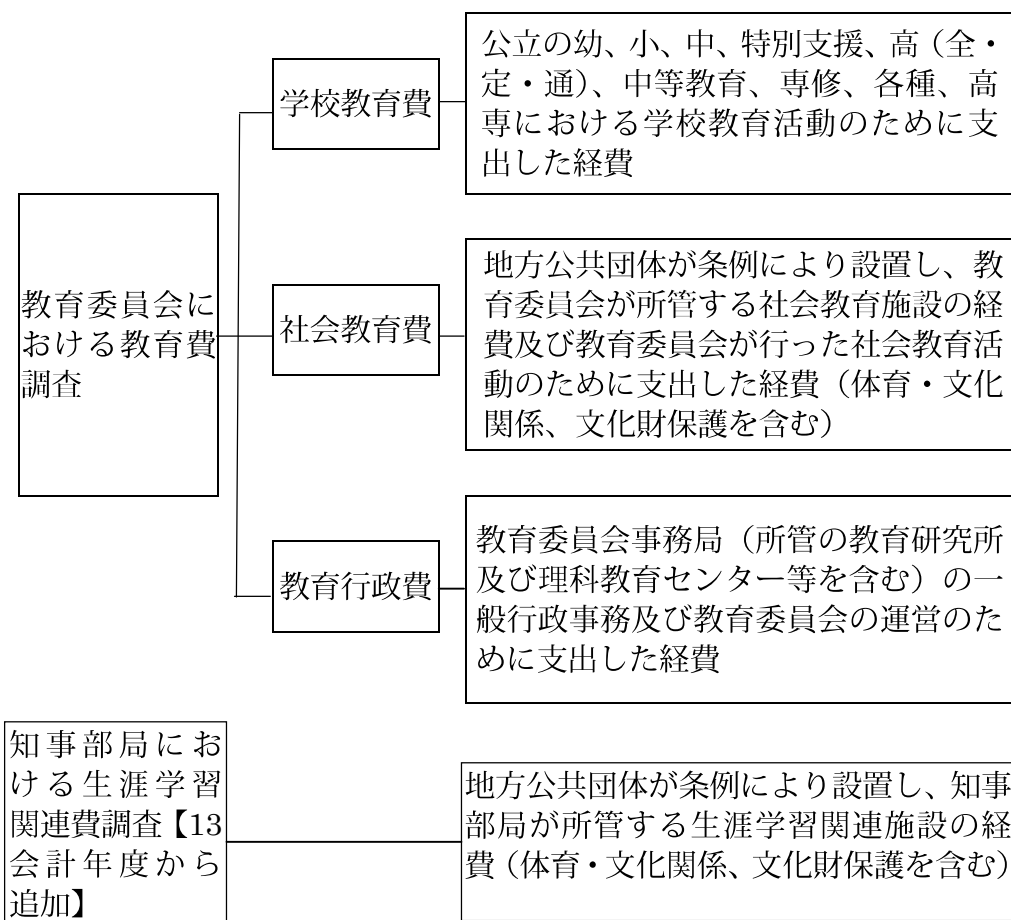 学校教育費
公立の幼、小、中、特別支援、高（全・
定・通）、中等教育、専修、各種、高
専における学校教育活動のために支
出した経費
教育委員会に
おける教育費
調査
社会教育費
地方公共団体が条例により設置し、教
育委員会が所管する社会教育施設の経
費及び教育委員会が行った社会教育活
動のために支出した経費（体育・文化
関係、文化財保護を含む）
教育行政費
教育委員会事務局（所管の教育研究所
及び理科教育センター等を含む）の一
般行政事務及び教育委員会の運営のた
めに支出した経費
知事部局にお
ける生涯学習
関連費調査【13
会計年度から
追加】
地方公共団体が条例により設置し、知事
部局が所管する生涯学習関連施設の経
費（体育・文化関係、文化財保護を含む）